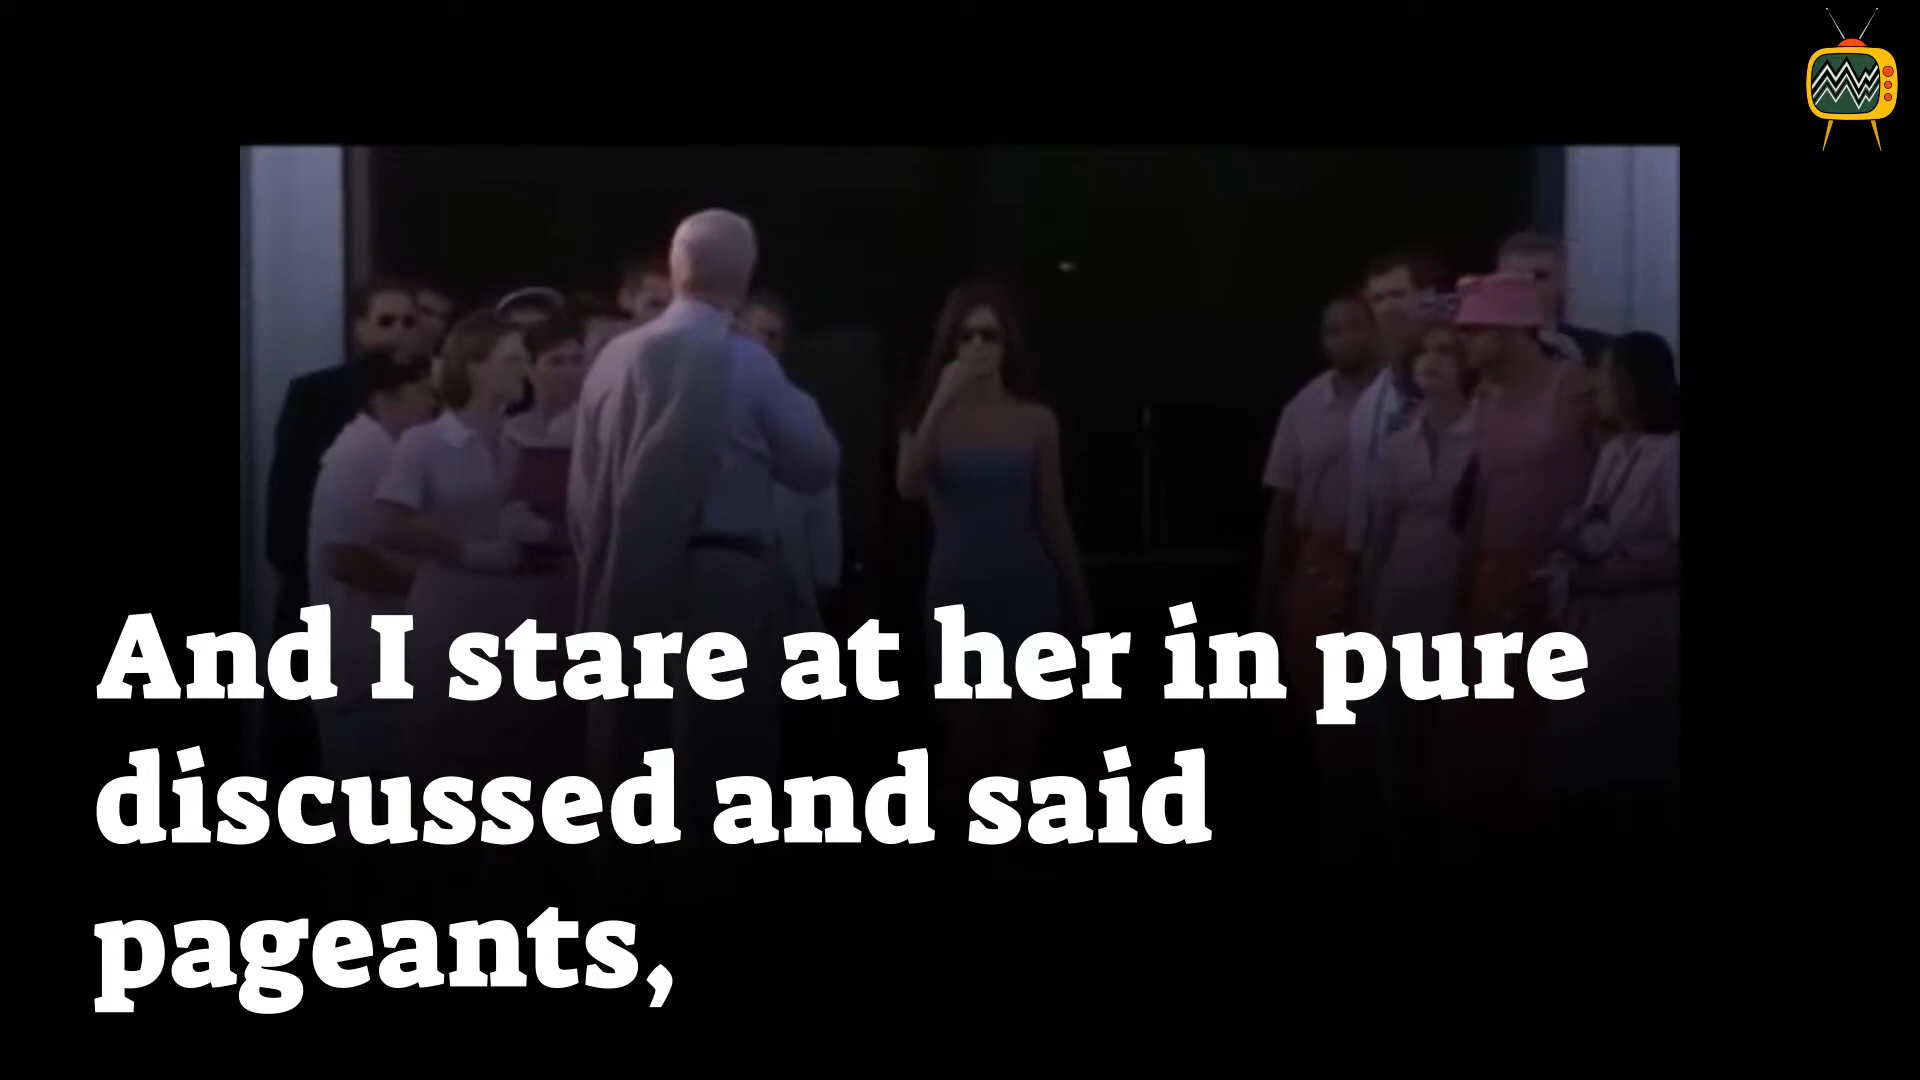 And I stare at her in pure
discussed and said
pageants,